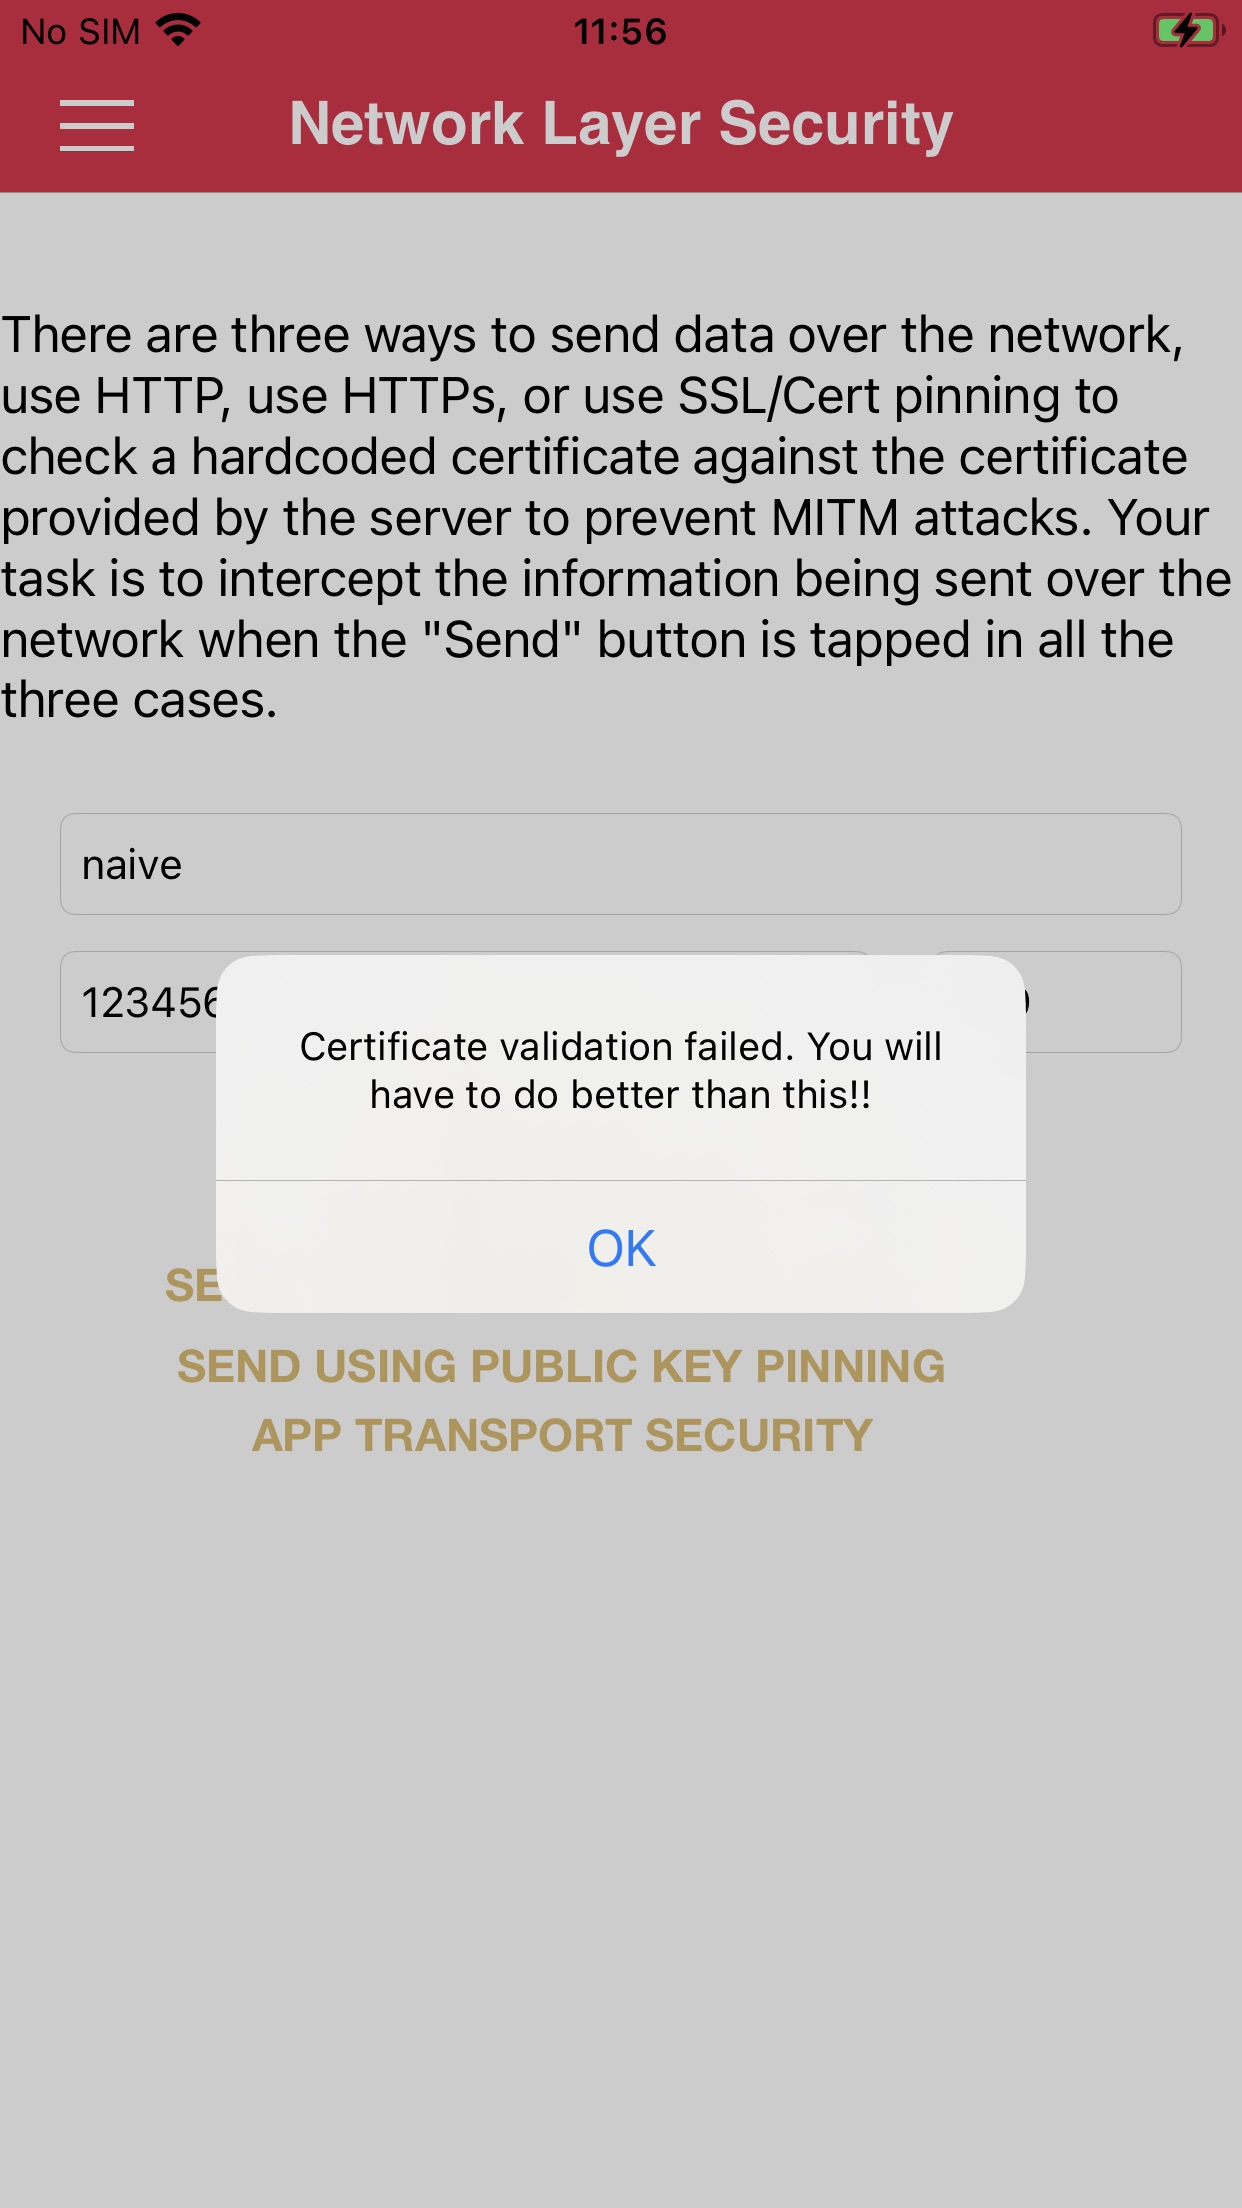 No SIM 11:56
Network Layer Security
There are three ways to send data over the network,
use HTTP, use HTTPs, or use SSL/Cert pinning to
check a hardcoded certificate against the certificate
provided by the server to prevent MITM attacks. Your
task is to intercept the information being sent over the
network when the "Send" button is tapped in all the
three cases.
naive
Certificate validation failed. You will
have to do better than this!!
OK
SEND USING PUBLIC KEY PINNING
APP TRANSPORT SECURITY